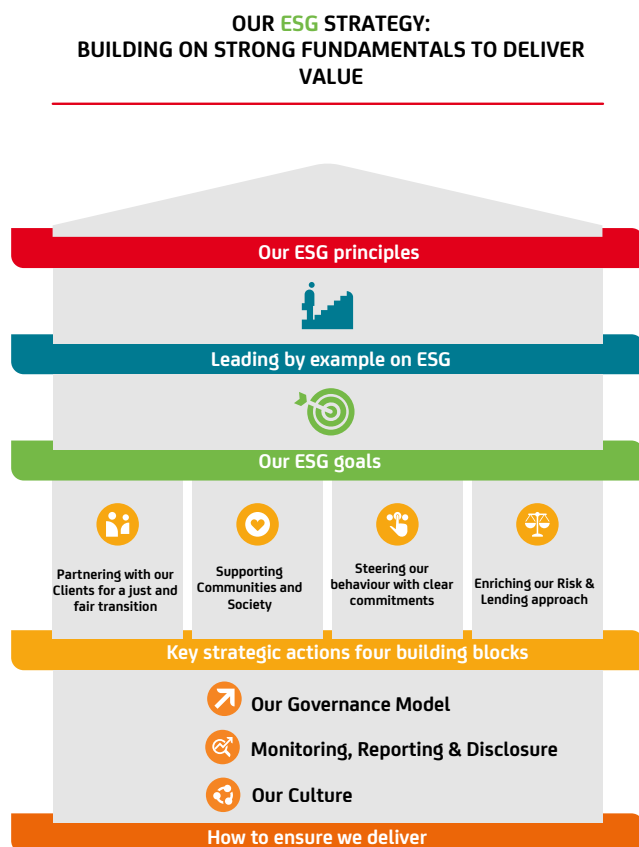 OUR ESG STRATEGY:
BUILDING ON STRONG FUNDAMENTALS TO DELIVER
VALUE
Our ESG principles
Leading by example on ESG
Our ESG goals
Partnering with our
Clients for a just and
fair transition
Supporting
Communities and
Society
Steering our
behaviour with clear
commitments
Enriching our Risk &
Lending approach
Key strategic actions four building blocks
Our Governance Model
Monitoring, Reporting & Disclosure
Our Culture
How to ensure we deliver